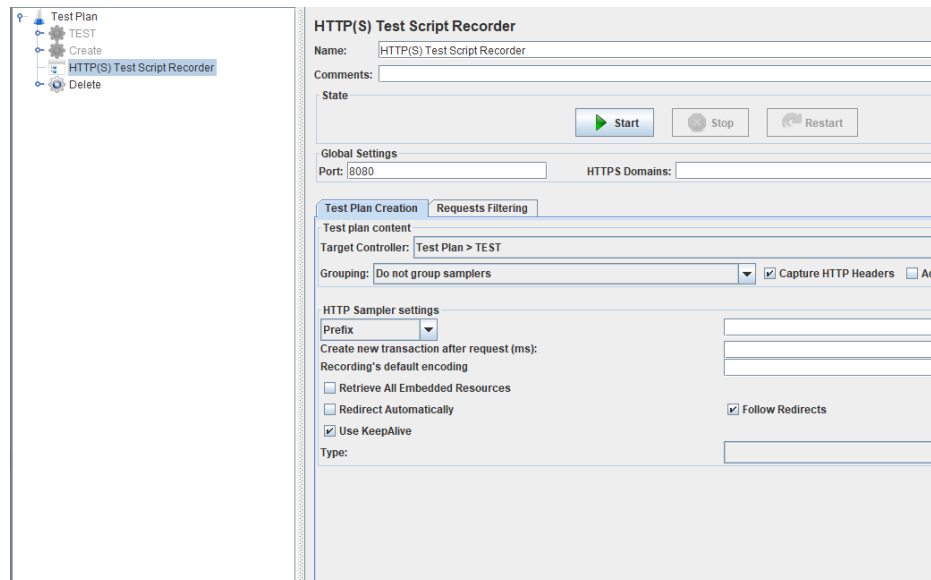 Test Plan
TEST
Create
HTTP(S) Test Script Recorder
Delete
HTTP(S) Test Script Recorder
Name: HTTP(S) Test Script Recorder
Comments:
State
Start Stop Restart
Global Settings
Port: 8080 HTTPS Domains:
Test Plan Creation Requests Filtering
Test plan content
Target Controller: Test Plan > TEST
Grouping: Do not group samplers Capture HTTP Headers
HTTP Sampler settings
Prefix
Create new transaction after request (ms):
Recording's default encoding
Retrieve All Embedded Resources
Redirect Automatically Follow Redirects
Use KeepAlive
Type: